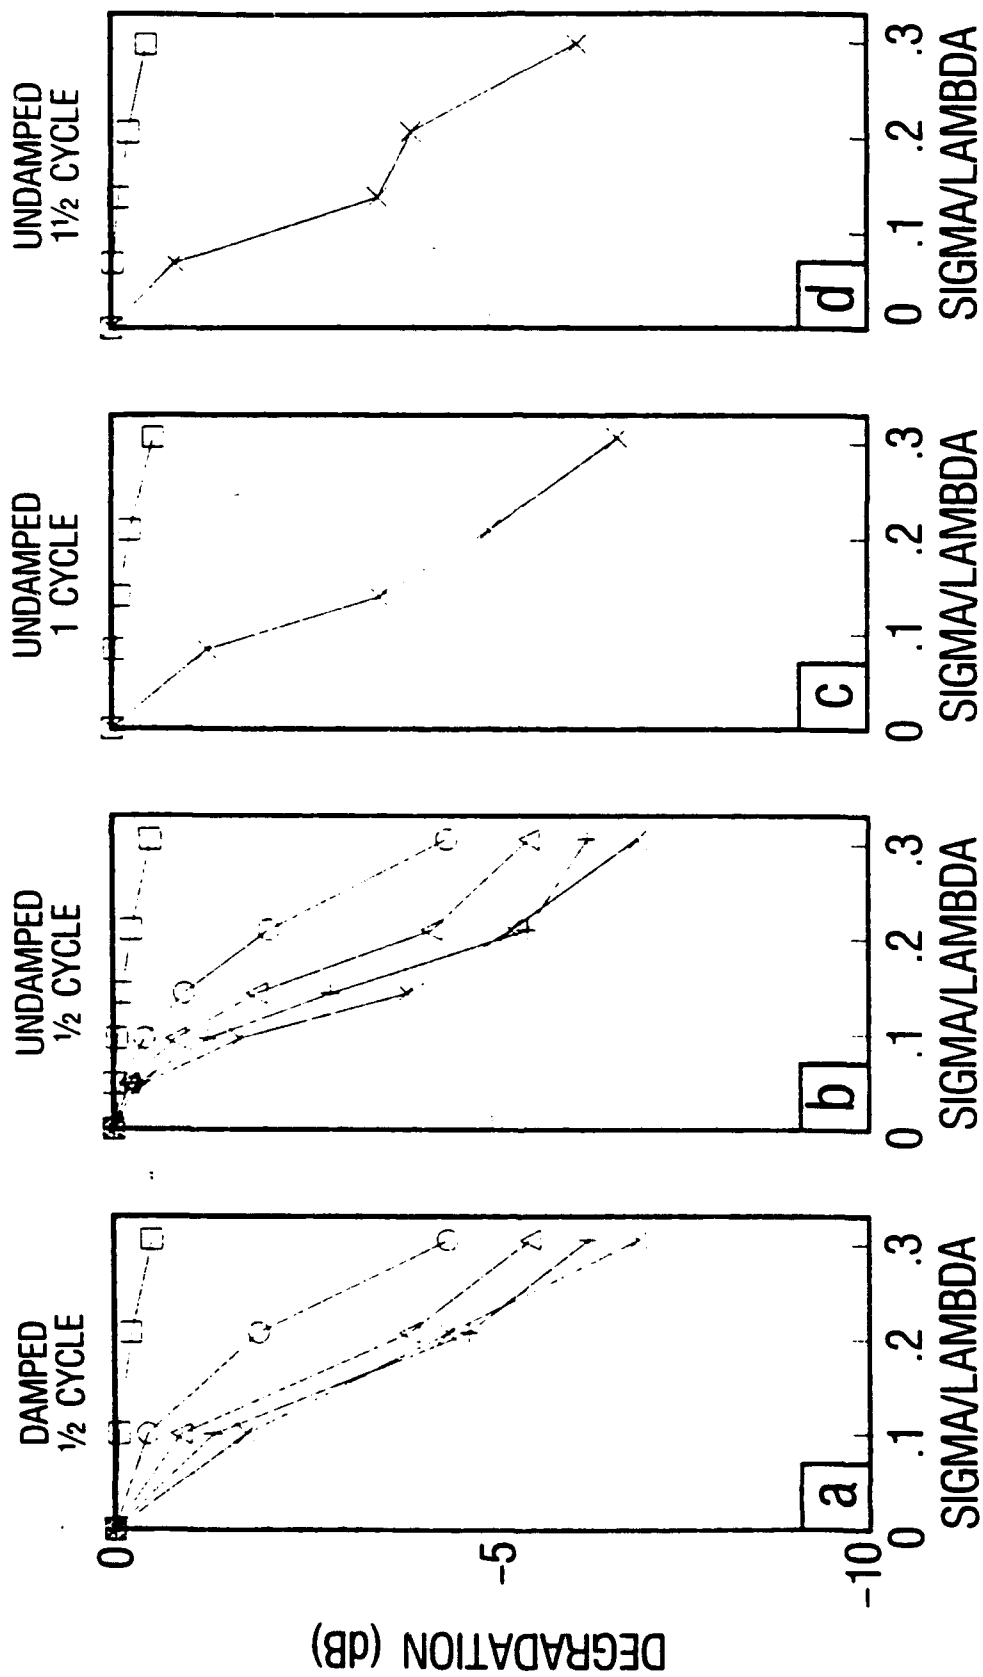 DAMPED
½ CYCLE
UNDAMPED
½ CYCLE
UNDAMPED
1 CYCLE
UNDAMPED
1½ CYCLE
DEGRADATION (dB)
0
-5
-10
a
b
c
d
0 .1 .2 .3
0 .1 .2 .3
0 .1 .2 .3
0 .1 .2 .3
SIGMA/LAMBDA
SIGMA/LAMBDA
SIGMA/LAMBDA
SIGMA/LAMBDA